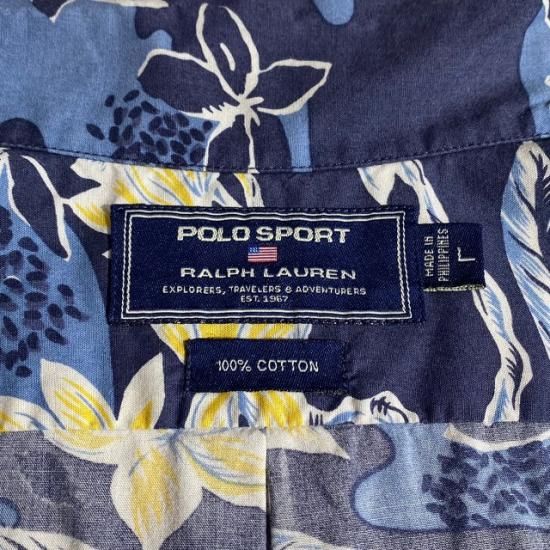 POLO SPORT
RALPH LAUREN
EXPLORERS, TRAVELERS & ADVENTURERS
EST. 1967
MADE IN
PHILIPPINES
L
100% COTTON